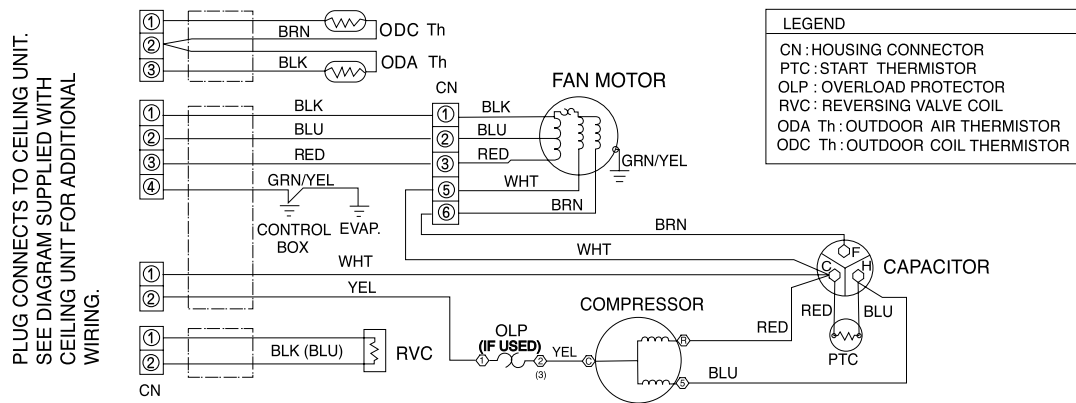 PLUG CONNECTS TO CEILING UNIT.
SEE DIAGRAM SUPPLIED WITH
CEILING UNIT FOR ADDITIONAL
WIRING.
1
2
3
BRN
ODC Th
BLK
ODA Th
1
2
3
4
BLK
BLU
RED
GRN/YEL
CONTROL
BOX
EVAP.
CN
1
2
3
5
6
FAN MOTOR
BLK
BLU
RED
WHT
BRN
GRN/YEL
LEGEND
CN : HOUSING CONNECTOR
PTC : START THERMISTOR
OLP : OVERLOAD PROTECTOR
RVC : REVERSING VALVE COIL
ODA Th : OUTDOOR AIR THERMISTOR
ODC Th : OUTDOOR COIL THERMISTOR
BRN
WHT
F
C
H
CAPACITOR
RED
BLU
PTC
1
2
WHT
YEL
1
2
CN
BLK (BLU)
RVC
OLP
(IF USED)
1
2
(3)
YEL
COMPRESSOR
C
R
5
RED
BLU